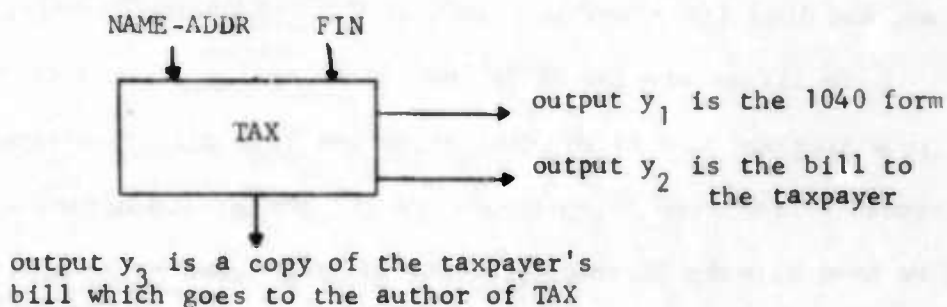 NAME-ADDR FIN
TAX
output y1 is the 1040 form
output y2 is the bill to
the taxpayer
output y3 is a copy of the taxpayer's
bill which goes to the author of TAX